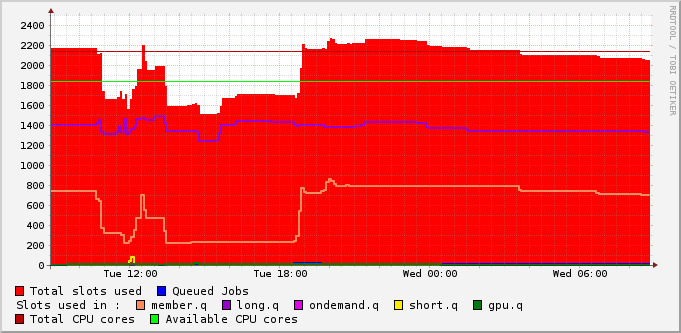 2400
2200
2000
1800
1600
1400
1200
1000
800
600
400
200
0
Tue 12:00 Tue 18:00 Wed 00:00 Wed 06:00
Total slots used Queued Jobs
Slots used in : member.q long.q ondemand.q short.q gpu.q
Total CPU cores Available CPU cores
RRDTOOL / TOBI OETIKER